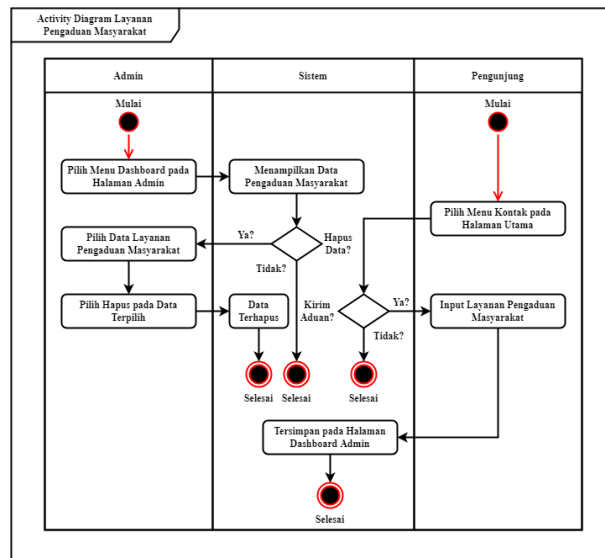 Activity Diagram Layanan
Pengaduan Masyarakat
Admin
Sistem
Pengunjung
Mulai
Mulai
Pilih Menu Dashboard pada
Halaman Admin
Menampilkan Data
Pengaduan Masyarakat
Pilih Menu Kontak pada
Halaman Utama
Pilih Data Layanan
Pengaduan Masyarakat
Ya?
Hapus
Data?
Tidak?
Pilih Hapus pada Data
Terpilih
Data
Terhapus
Kirim
Aduan?
Ya?
Tidak?
Input Layanan Pengaduan
Masyarakat
Selesai
Selesai
Selesai
Tersimpan pada Halaman
Dashboard Admin
Selesai